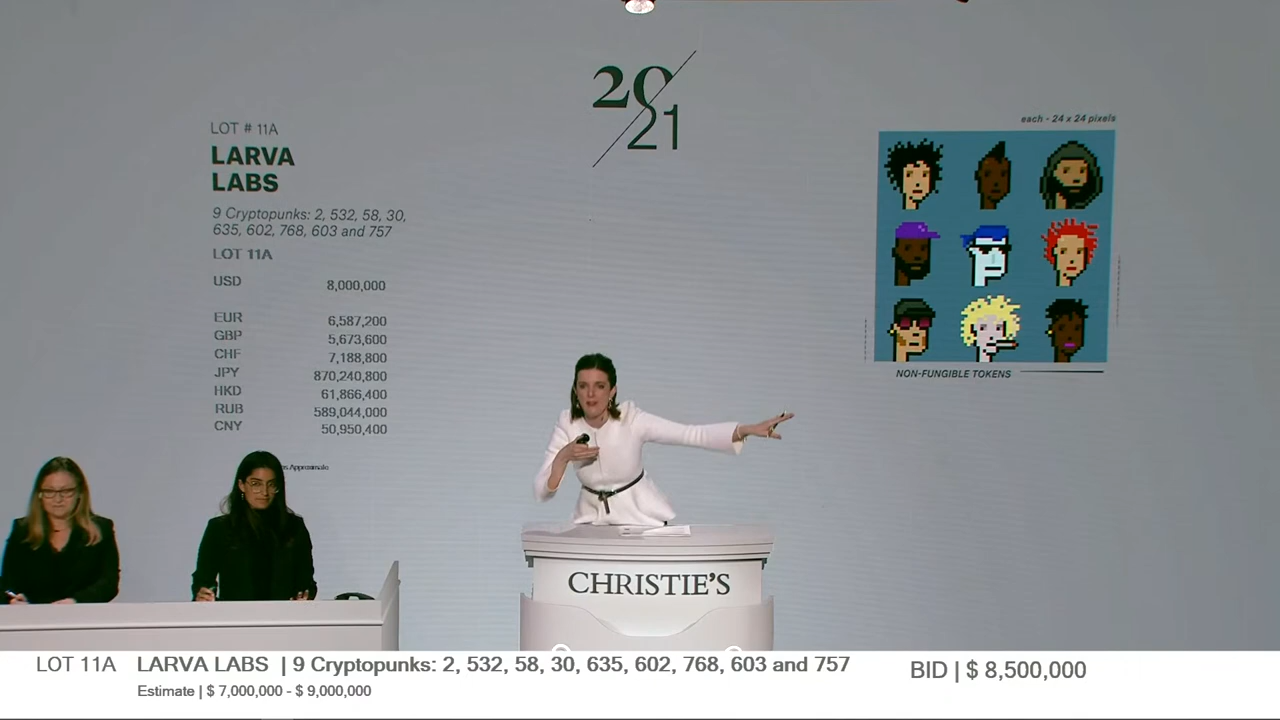 20
21
LOT # 11A
LARVA
LABS
9 Cryptopunks: 2, 532, 58, 30,
635, 602, 768, 603 and 757
LOT 11A
USD 8,000,000
EUR 6,587,200
GBP 5,673,600
CHF 7,188,800
JPY 870,240,800
HKD 61,866,400
RUB 589,044,000
CNY 50,950,400
Approximate
each - 24 x 24 pixels
NON-FUNGIBLE TOKENS
CHRISTIE'S
LOT 11A LARVA LABS | 9 Cryptopunks: 2, 532, 58, 30, 635, 602, 768, 603 and 757 BID | $ 8,500,000
Estimate | $ 7,000,000 - $ 9,000,000